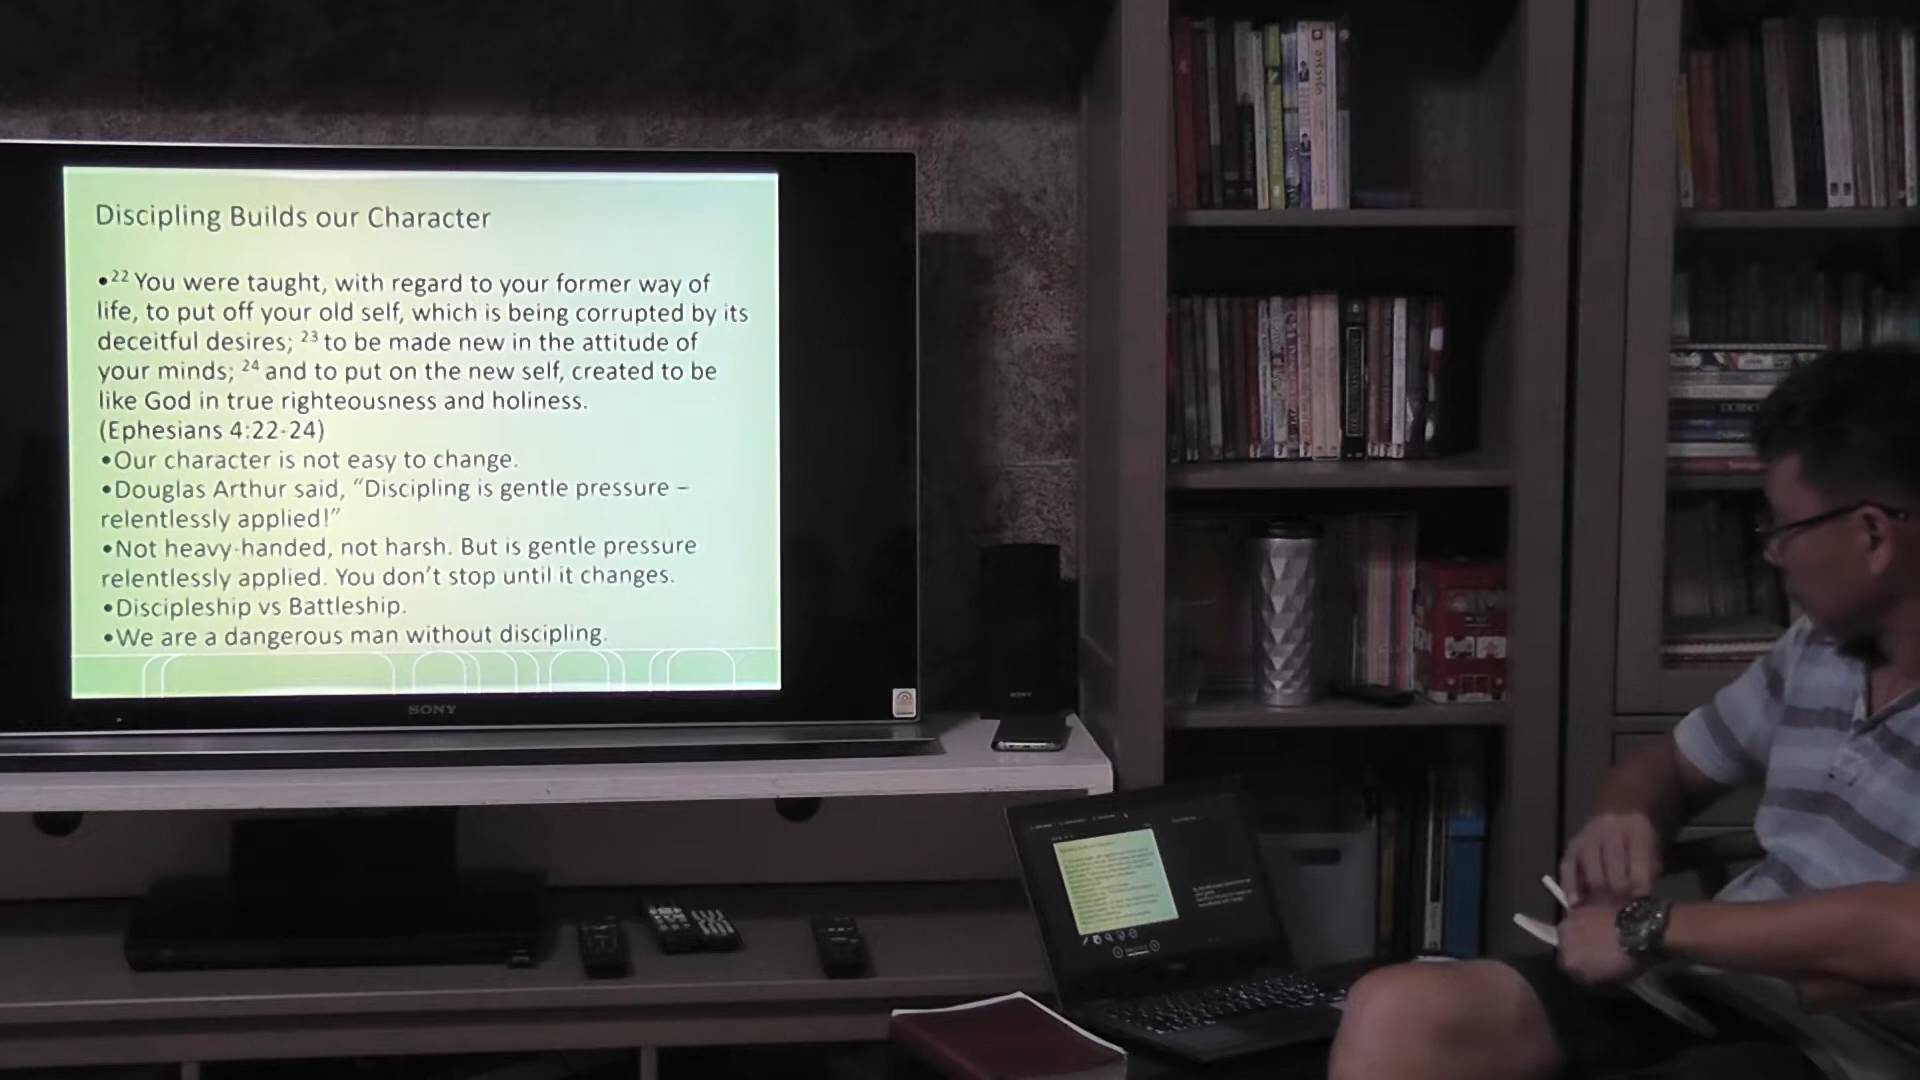 Discipling Builds our Character
•22 You were taught, with regard to your former way of
life, to put off your old self, which is being corrupted by its
deceitful desires; 23 to be made new in the attitude of
your minds; 24 and to put on the new self, created to be
like God in true righteousness and holiness.
(Ephesians 4:22-24)
•Our character is not easy to change.
•Douglas Arthur said, “Discipling is gentle pressure –
relentlessly applied!”
•Not heavy-handed, not harsh. But is gentle pressure
relentlessly applied. You don’t stop until it changes.
•Discipleship vs Battleship.
•We are a dangerous man without discipling.
SONY
SONY